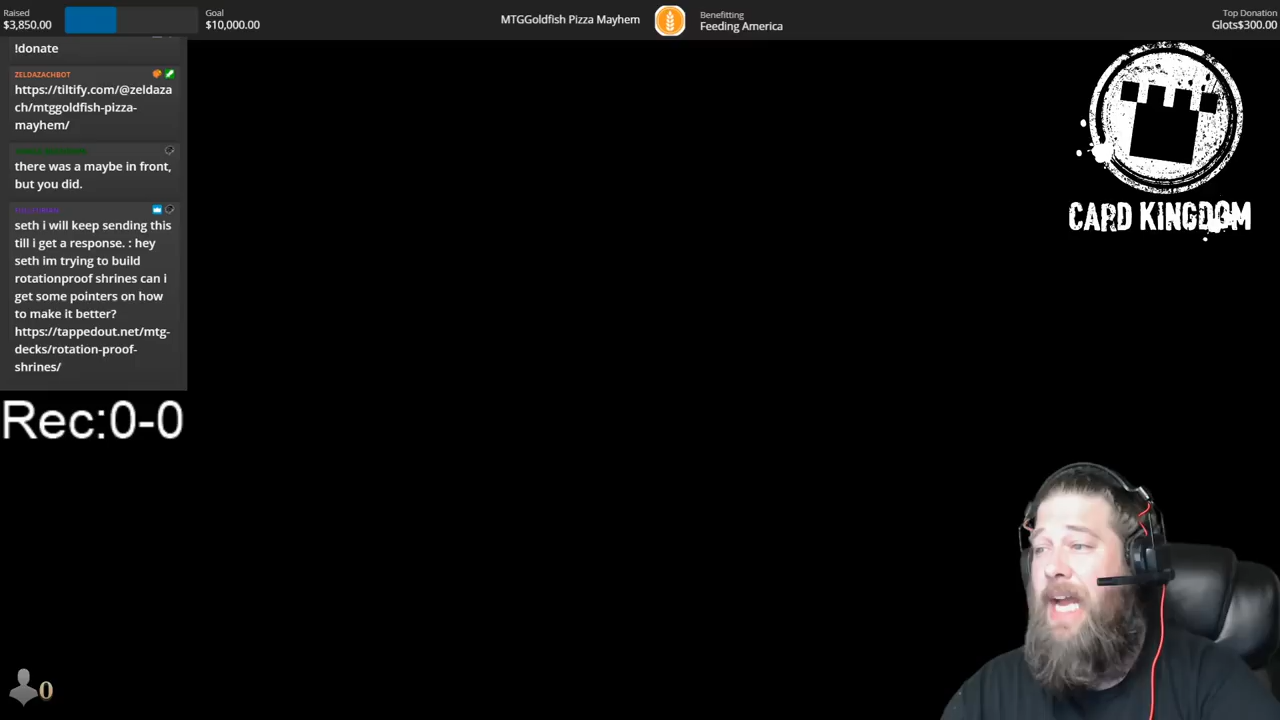 Raised
$3,850.00
Goal
$10,000.00
MTGGoldfish Pizza Mayhem
Benefitting
Feeding America
Top Donation
Glots$300.00
!donate
ZELDAZACHBOT
https://tiltify.com/@zeldaza
ch/mtggoldfish-pizza-
mayhem/
there was a maybe in front,
but you did.
seth i will keep sending this
till i get a response. : hey
seth im trying to build
rotationproof shrines can i
get some pointers on how
to make it better?
https://tappedout.net/mtg-
decks/rotation-proof-
shrines/
Rec:0-0
0
CARD KINGDOM